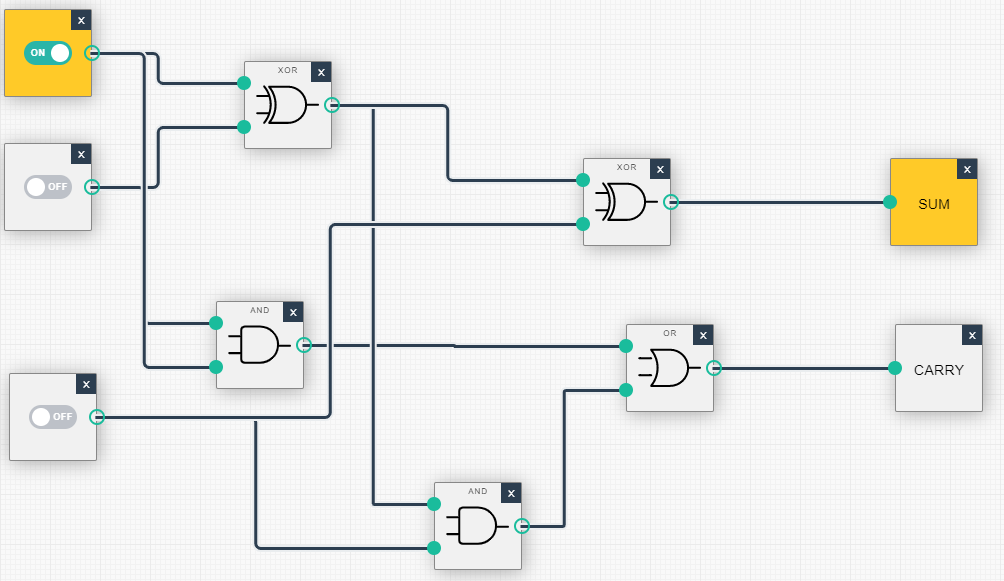 x
ON
XOR x
x
OFF
XOR x
x
SUM
AND x
OR x
x
CARRY
x
OFF
AND x